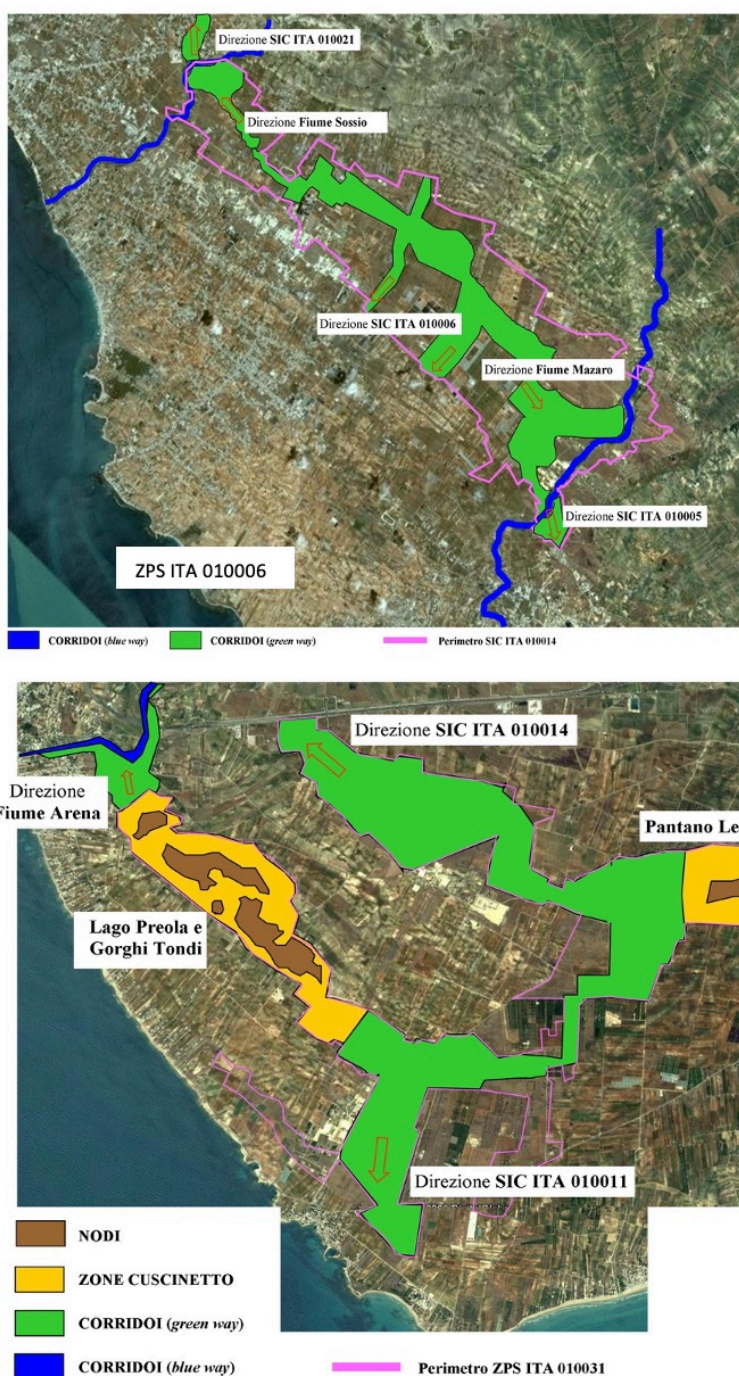 Direzione SIC ITA 010021
Direzione Fiume Sossio
Direzione SIC ITA 010006
Direzione Fiume Mazaro
Direzione SIC ITA 010005
ZPS ITA 010006
CORRIDOI (blue way)
CORRIDOI (green way)
Perimetro SIC ITA 010014
Direzione SIC ITA 010014
Direzione
Fiume Arena
Pantano Le
Lago Preola e
Gorghi Tondi
Direzione SIC ITA 010011
NODI
ZONE CUSCINETTO
CORRIDOI (green way)
CORRIDOI (blue way)
Perimetro ZPS ITA 010031